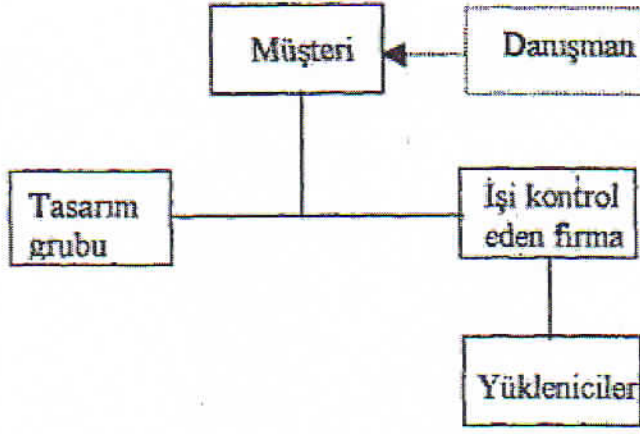 Müşteri
Danışman
Tasarım
grubu
İşi kontrol
eden firma
Yükleniciler